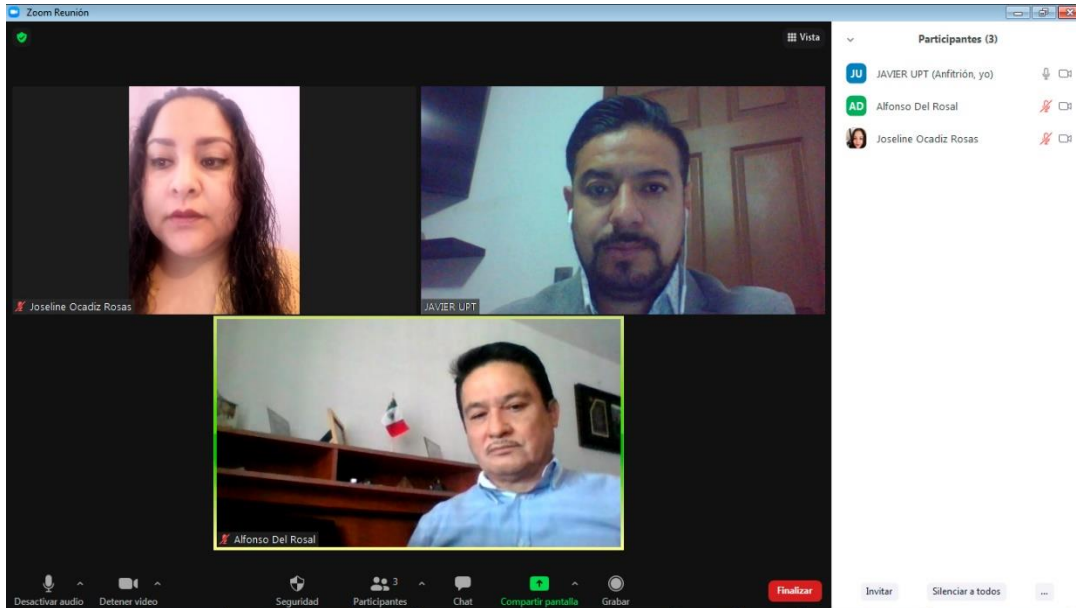 Zoom Reunión
Vista
Joseline Ocadiz Rosas
JAVIER UPT
Alfonso Del Rosal
Desactivar audio
Detener video
Seguridad
3
Participantes
Chat
Compartir pantalla
Grabar
Finalizar
Participantes (3)
JU JAVIER UPT (Anfitrión, yo)
AD Alfonso Del Rosal
Joseline Ocadiz Rosas
Invitar
Silenciar a todos
...